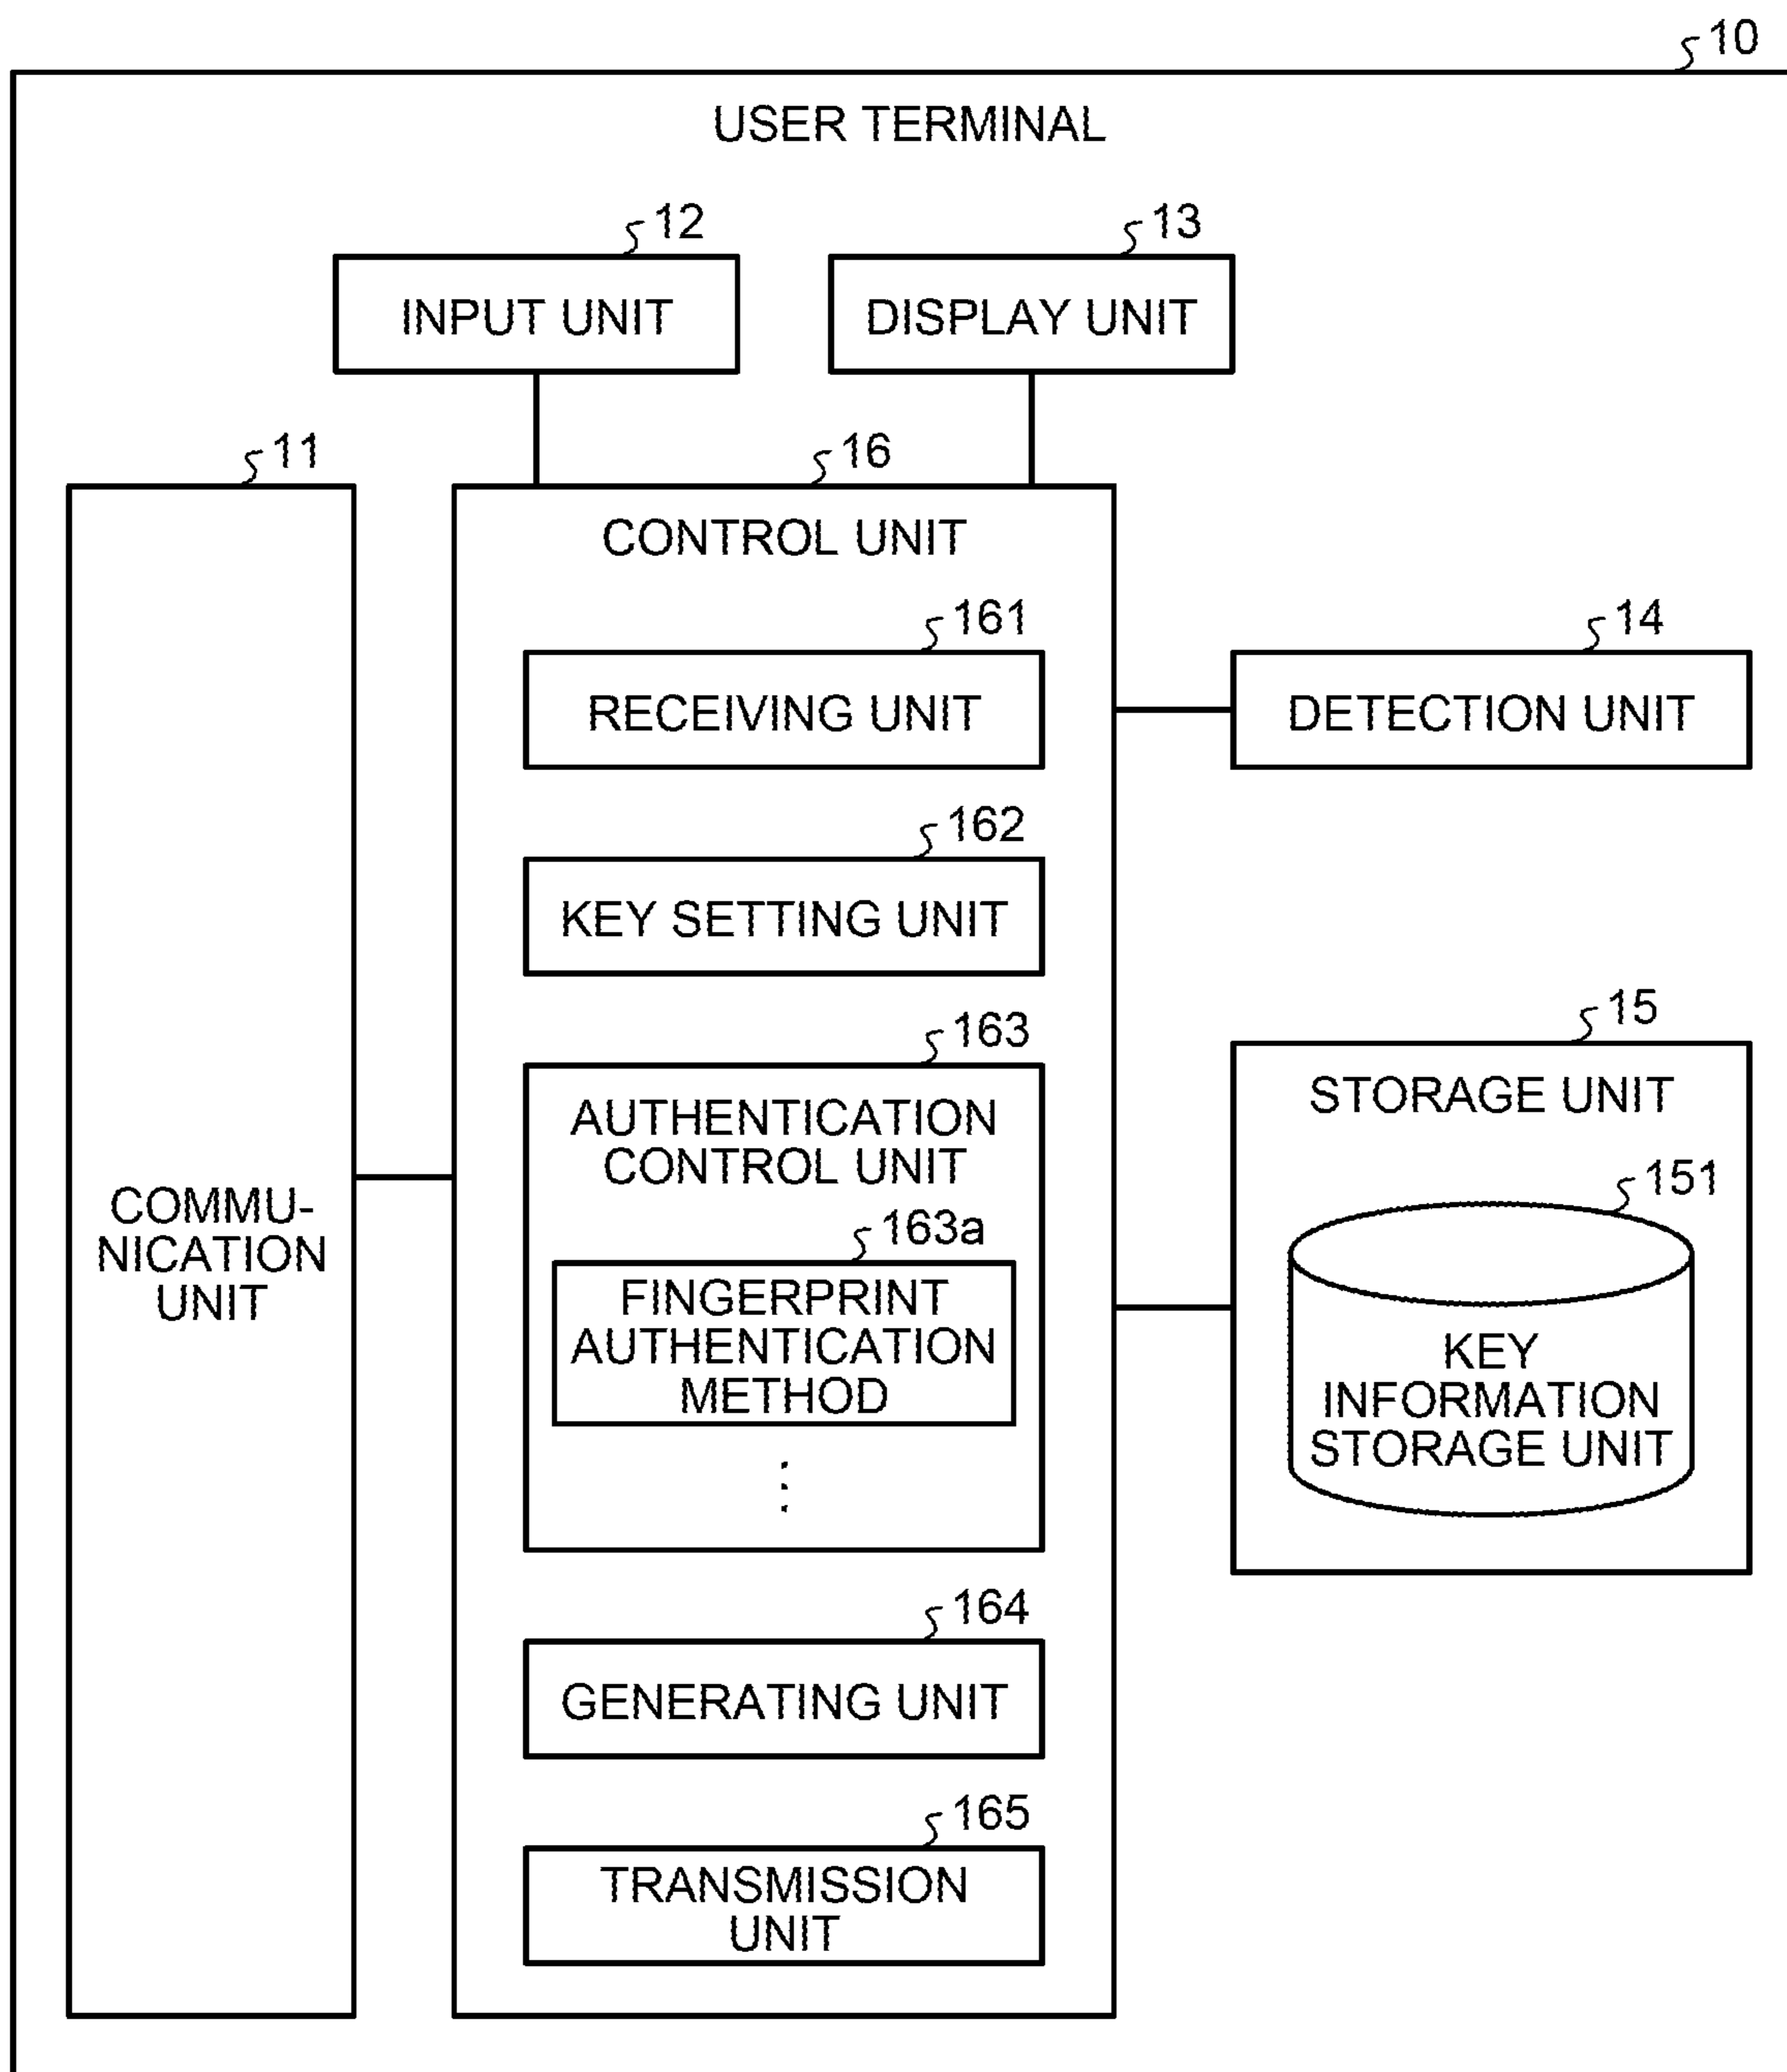 10
USER TERMINAL
12
INPUT UNIT
13
DISPLAY UNIT
11
COMMU-
NICATION
UNIT
16
CONTROL UNIT
161
RECEIVING UNIT
162
KEY SETTING UNIT
163
AUTHENTICATION
CONTROL UNIT
163a
FINGERPRINT
AUTHENTICATION
METHOD
⋮
164
GENERATING UNIT
165
TRANSMISSION
UNIT
14
DETECTION UNIT
15
STORAGE UNIT
151
KEY
INFORMATION
STORAGE UNIT